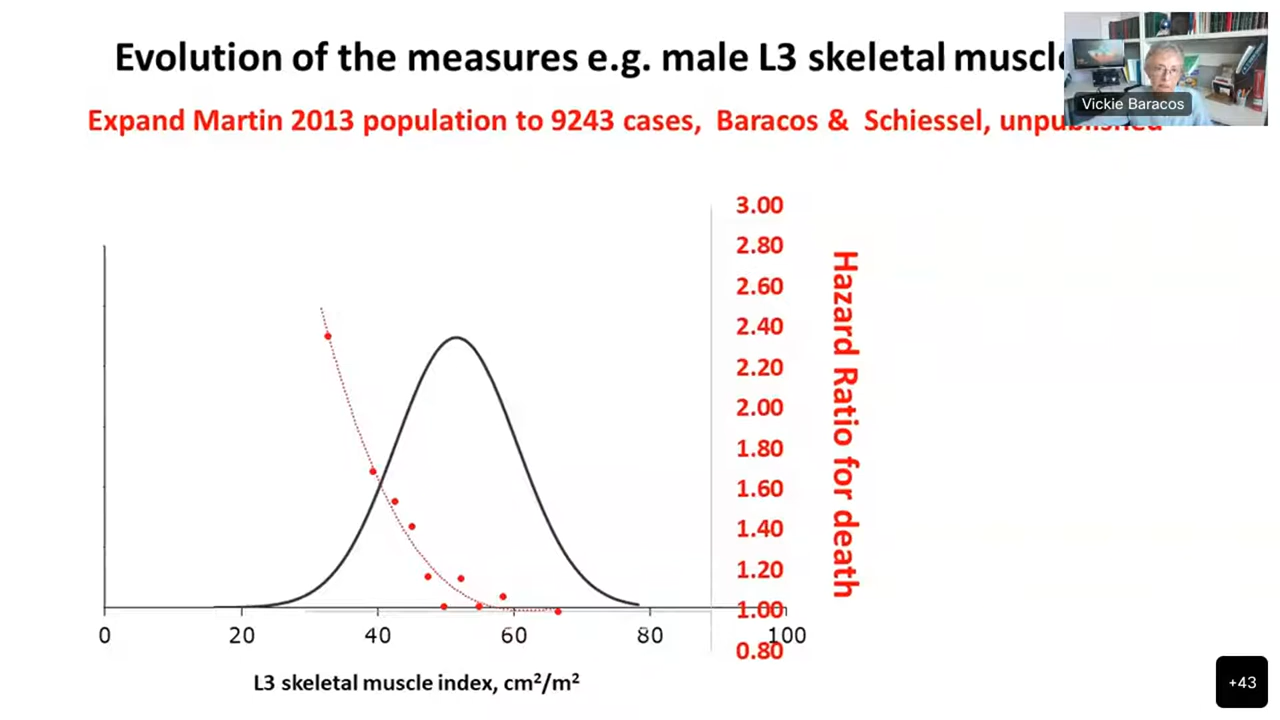 Evolution of the measures e.g. male L3 skeletal muscle
Vickie Baracos
Expand Martin 2013 population to 9243 cases, Baracos & Schiessel, unpublished
3.00
2.80
2.60
2.40
2.20
2.00
1.80
1.60
1.40
1.20
1.00
0.80
Hazard Ratio for death
0 20 40 60 80 100
L3 skeletal muscle index, cm²/m²
+43